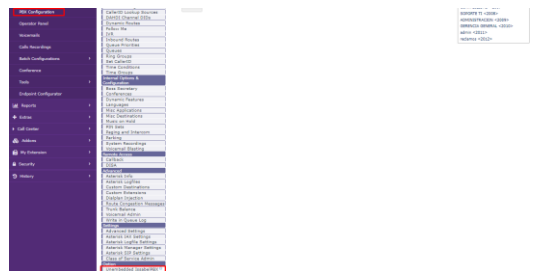 PBX Configuration
Operator Panel
Voicemails
Calls Recordings
Batch Configurations
Conference
Tools
Endpoint Configurator
Reports
Extras
Call Center
Addons
My Extension
Security
History
CallerID Lookup Sources
DAHDI Channel DIDs
Dynamic Routes
Follow Me
IVR
Inbound Routes
Queue Priorities
Queues
Ring Groups
Set CallerID
Time Conditions
Time Groups
Internal Options &
Configuration
Boss Secretary
Conferences
Dynamic Features
Languages
Misc Applications
Misc Destinations
Music on Hold
PIN Sets
Paging and Intercom
Parking
System Recordings
Voicemail Blasting
Remote Access
Callback
DISA
Advanced
Asterisk Info
Asterisk Logfiles
Custom Destinations
Custom Extensions
Dialplan Injection
Route Congestion Messages
Trunk Balance
Voicemail Admin
Write in Queue Log
Settings
Advanced Settings
Asterisk IAX Settings
Asterisk Logfile Settings
Asterisk Manager Settings
Asterisk SIP Settings
Class of Service Admin
Option
Unembedded IssabelPBX
SOPORTE TI <2008>
ADMINISTRACION <2009>
GERENCIA GENERAL <2010>
admin <2011>